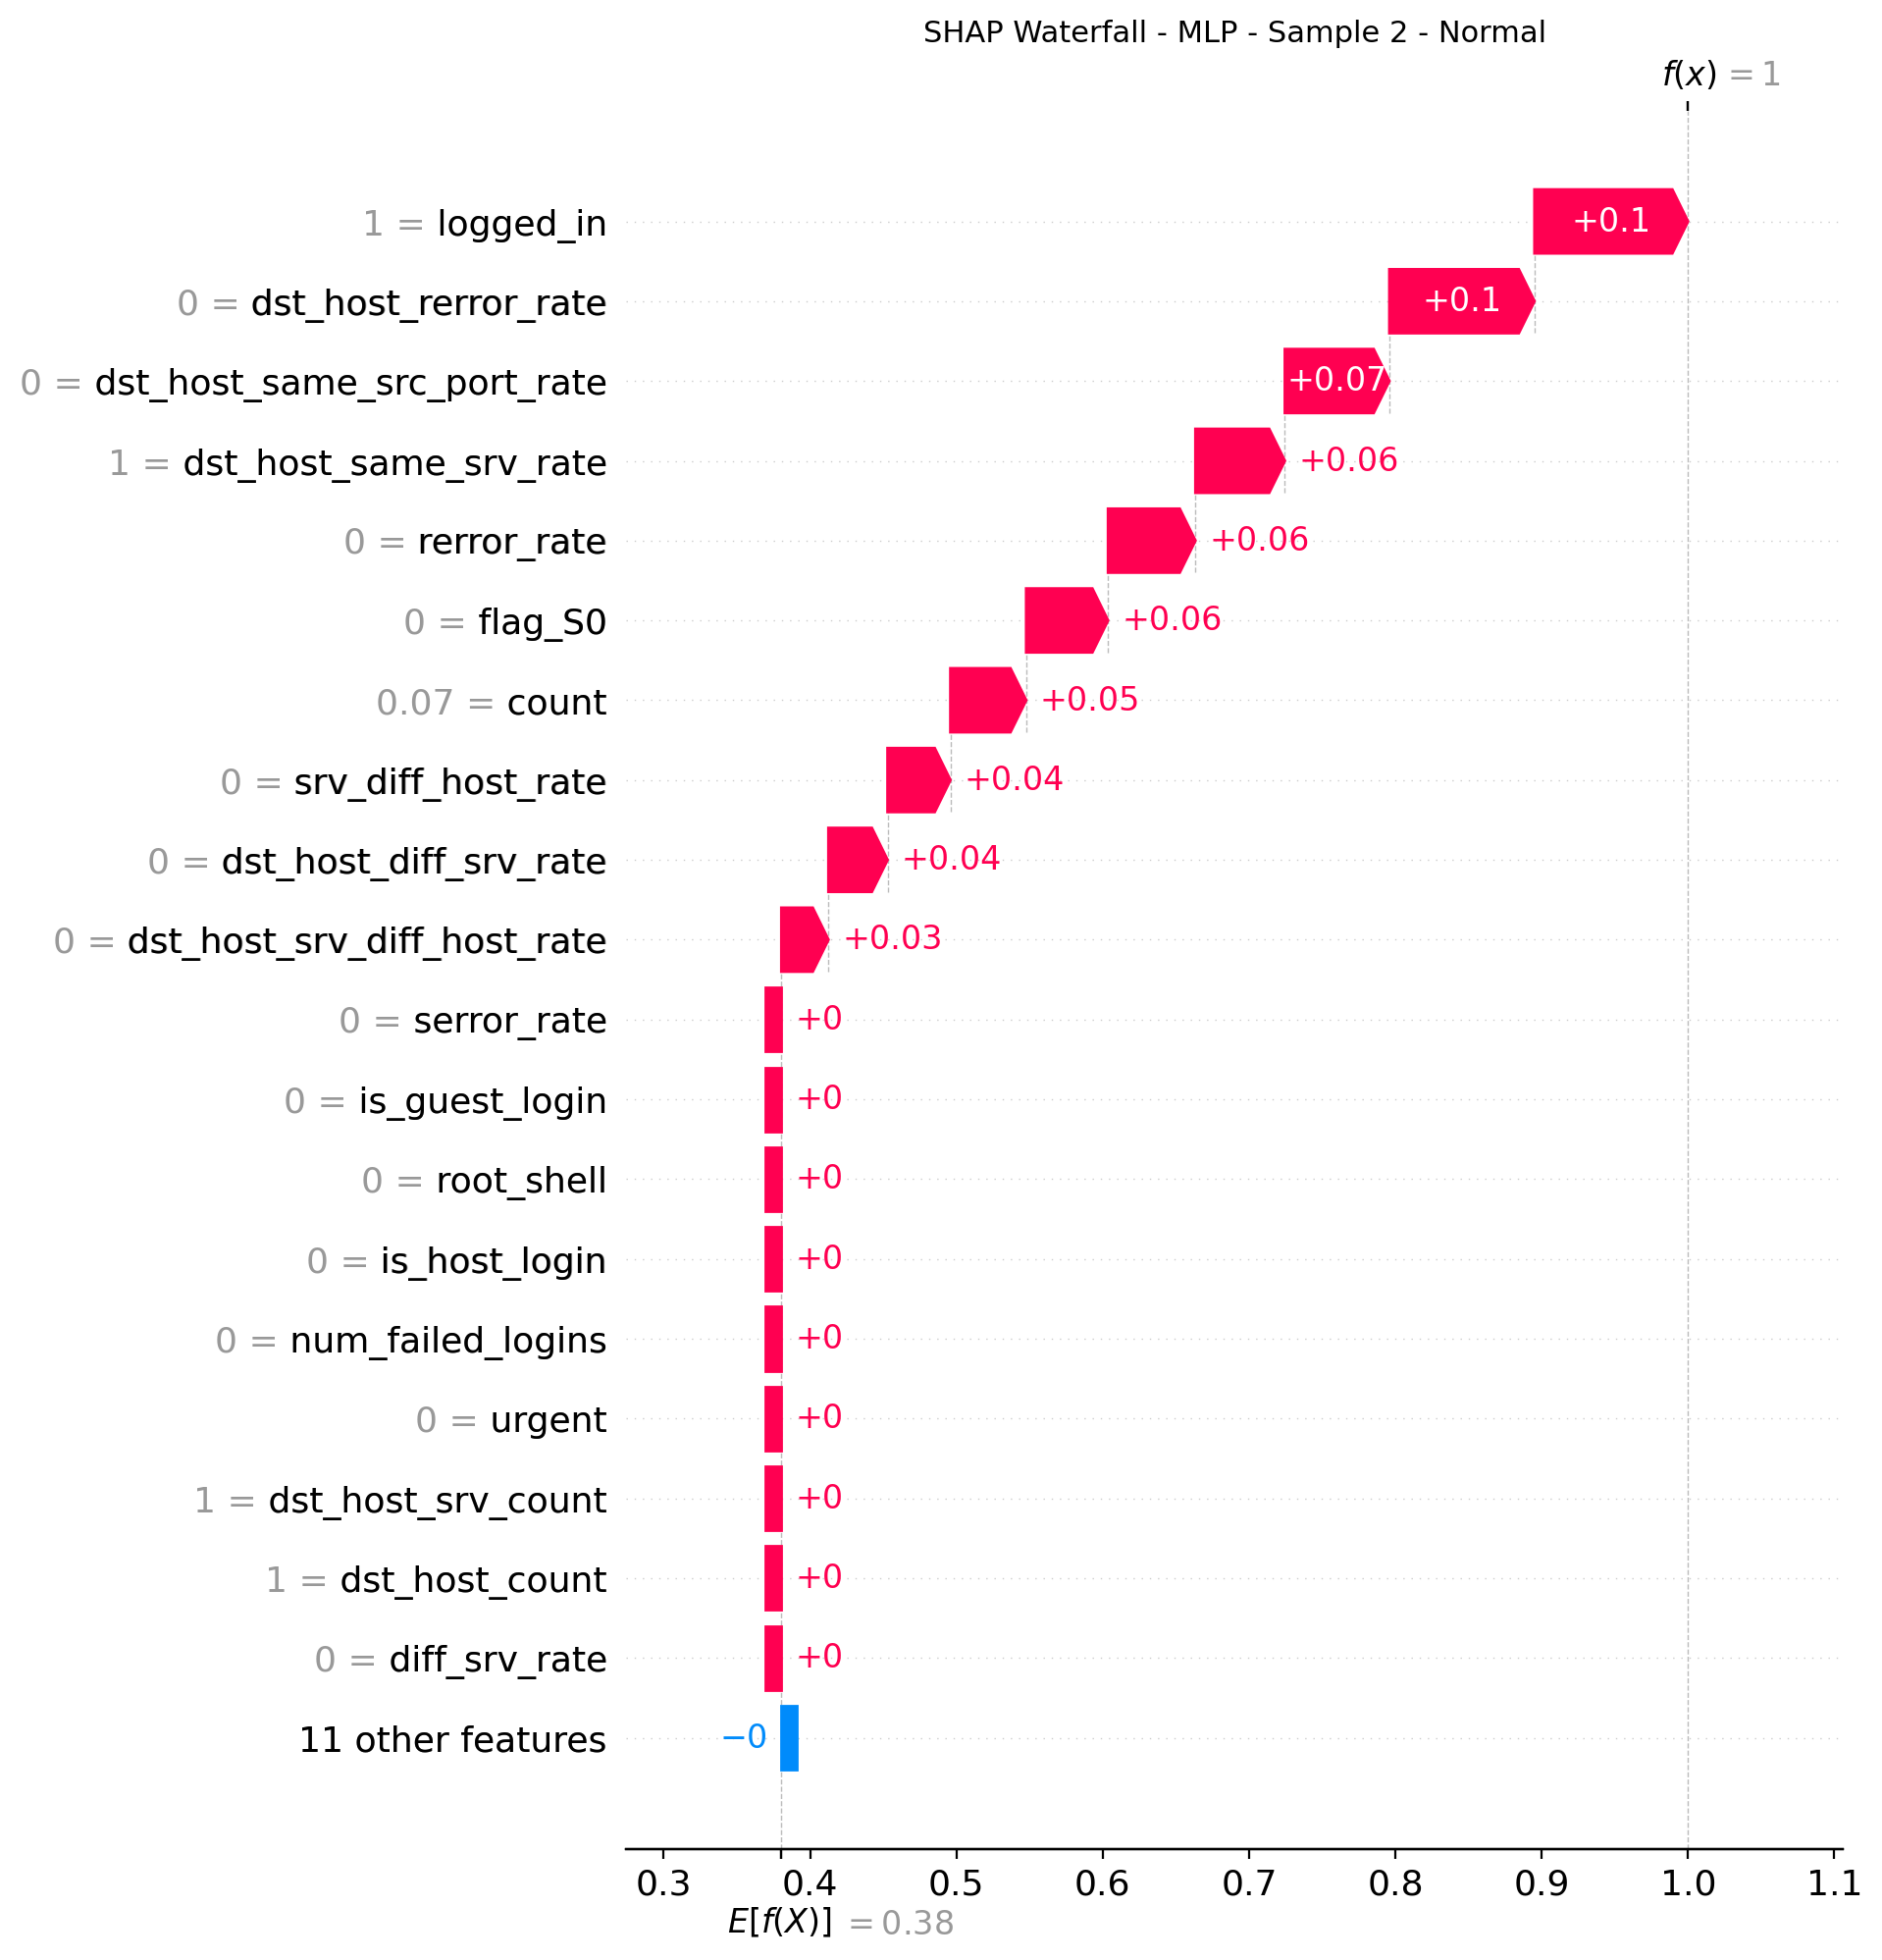 SHAP Waterfall - MLP - Sample 2 - Normal
f(x) = 1
1 = logged_in +0.1
0 = dst_host_rerror_rate +0.1
0 = dst_host_same_src_port_rate +0.07
1 = dst_host_same_srv_rate +0.06
0 = rerror_rate +0.06
0 = flag_S0 +0.06
0.07 = count +0.05
0 = srv_diff_host_rate +0.04
0 = dst_host_diff_srv_rate +0.04
0 = dst_host_srv_diff_host_rate +0.03
0 = serror_rate +0
0 = is_guest_login +0
0 = root_shell +0
0 = is_host_login +0
0 = num_failed_logins +0
0 = urgent +0
1 = dst_host_srv_count +0
1 = dst_host_count +0
0 = diff_srv_rate +0
11 other features −0
0.3 0.4 0.5 0.6 0.7 0.8 0.9 1.0 1.1
E[f(X)] = 0.38